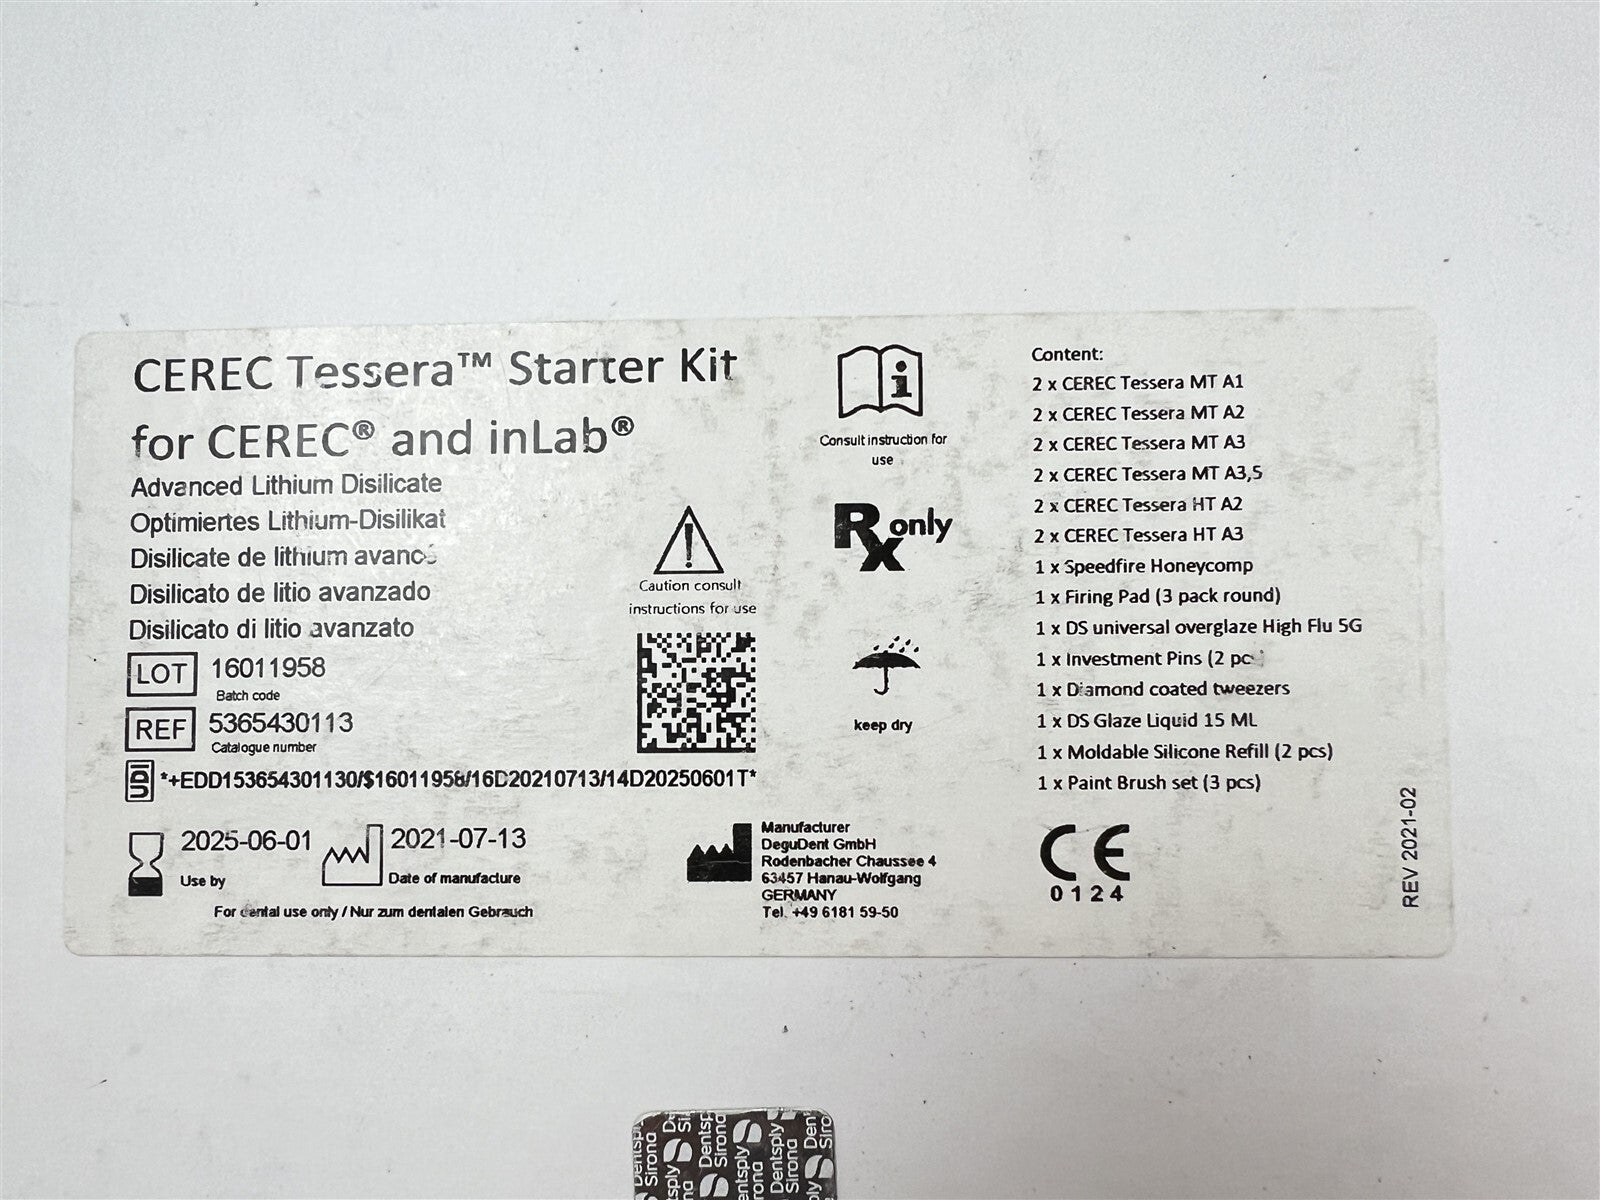 CEREC Tessera™ Starter Kit
for CEREC® and inLab®
Advanced Lithium Disilicate
Optimiertes Lithium-Disilikat
Disilicate de lithium avancé
Disilicato de litio avanzado
Disilicato di litio avanzato
LOT 16011958
Batch code
REF 5365430113
Catalogue number
UDI *+EDD153654301130/$16011958/16D20210713/14D20250601T*
2025-06-01
Use by
2021-07-13
Date of manufacture
For dental use only / Nur zum dentalen Gebrauch
Caution consult
instructions for use
Consult instruction for
use
Rx only
keep dry
Manufacturer
DeguDent GmbH
Rodenbacher Chaussee 4
63457 Hanau-Wolfgang
GERMANY
Tel. +49 6181 59-50
Content:
2 x CEREC Tessera MT A1
2 x CEREC Tessera MT A2
2 x CEREC Tessera MT A3
2 x CEREC Tessera MT A3,5
2 x CEREC Tessera HT A2
2 x CEREC Tessera HT A3
1 x Speedfire Honeycomp
1 x Firing Pad (3 pack round)
1 x DS universal overglaze High Flu 5G
1 x Investment Pins (2 pc
1 x Diamond coated tweezers
1 x DS Glaze Liquid 15 ML
1 x Moldable Silicone Refill (2 pcs)
1 x Paint Brush set (3 pcs)
CE
0124
REV 2021-02
Dentsply
Sirona